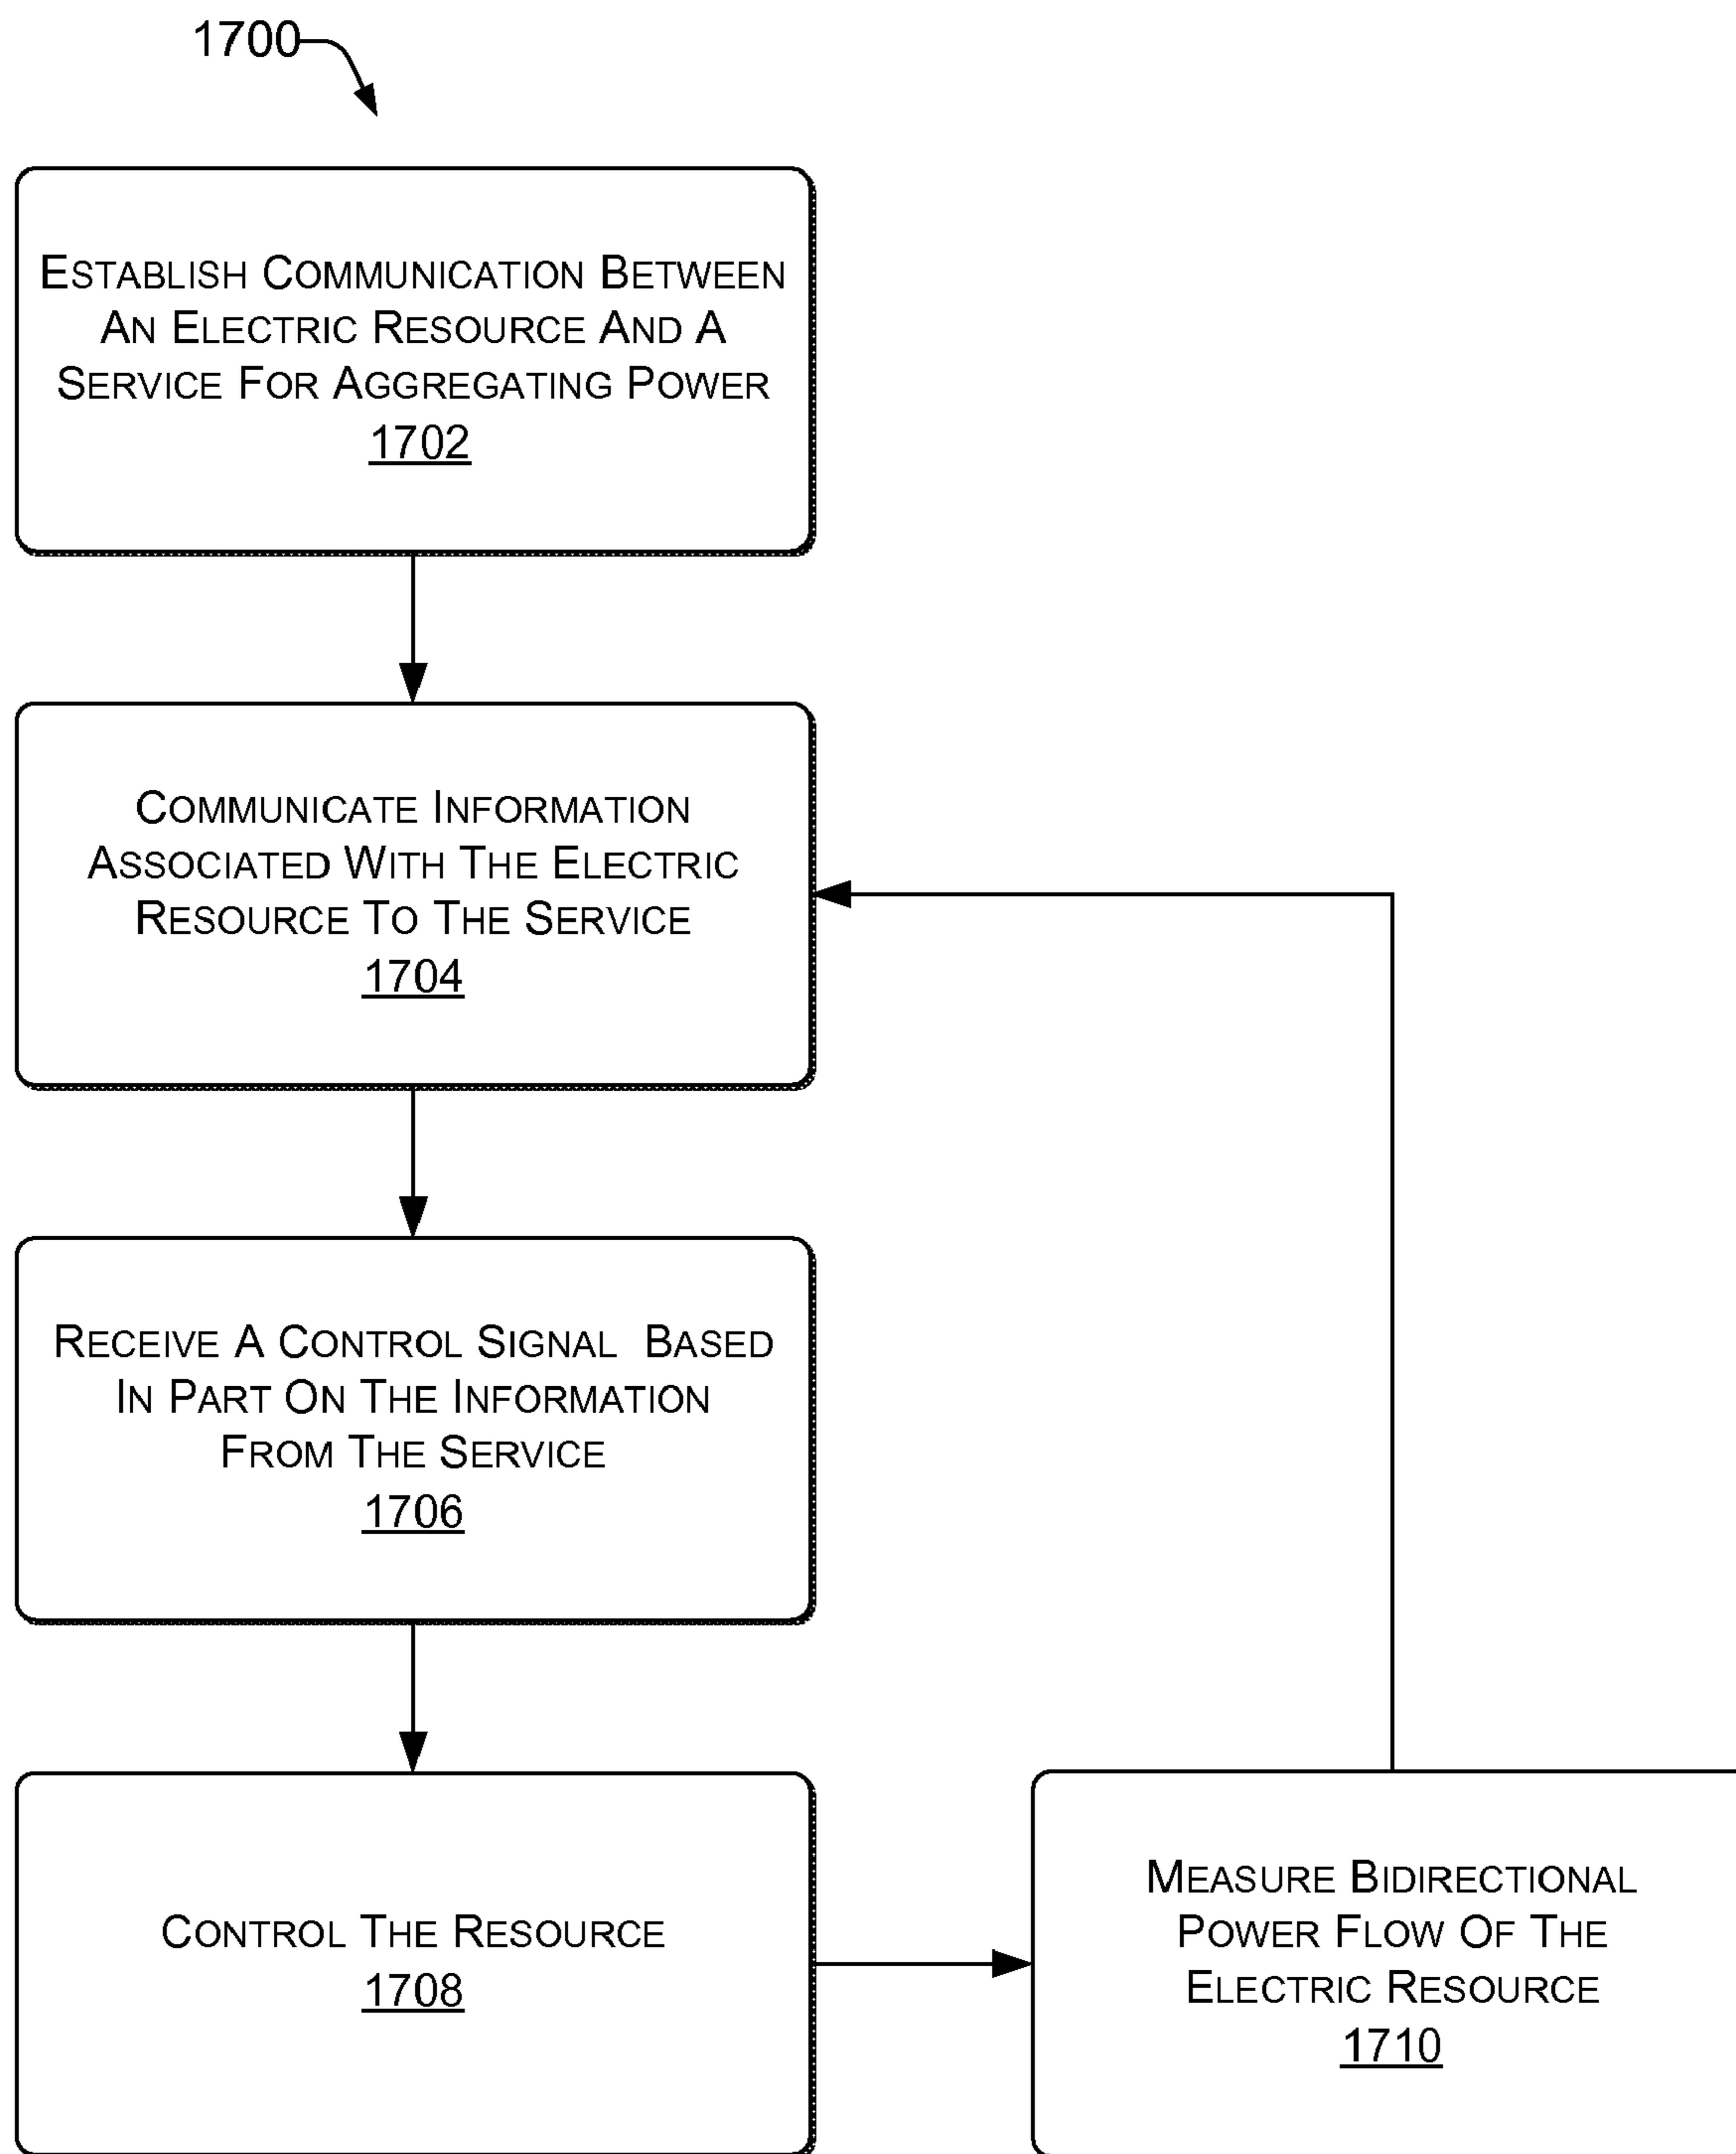 1700
ESTABLISH COMMUNICATION BETWEEN
AN ELECTRIC RESOURCE AND A
SERVICE FOR AGGREGATING POWER
1702
COMMUNICATE INFORMATION
ASSOCIATED WITH THE ELECTRIC
RESOURCE TO THE SERVICE
1704
RECEIVE A CONTROL SIGNAL BASED
IN PART ON THE INFORMATION
FROM THE SERVICE
1706
CONTROL THE RESOURCE
1708
MEASURE BIDIRECTIONAL
POWER FLOW OF THE
ELECTRIC RESOURCE
1710